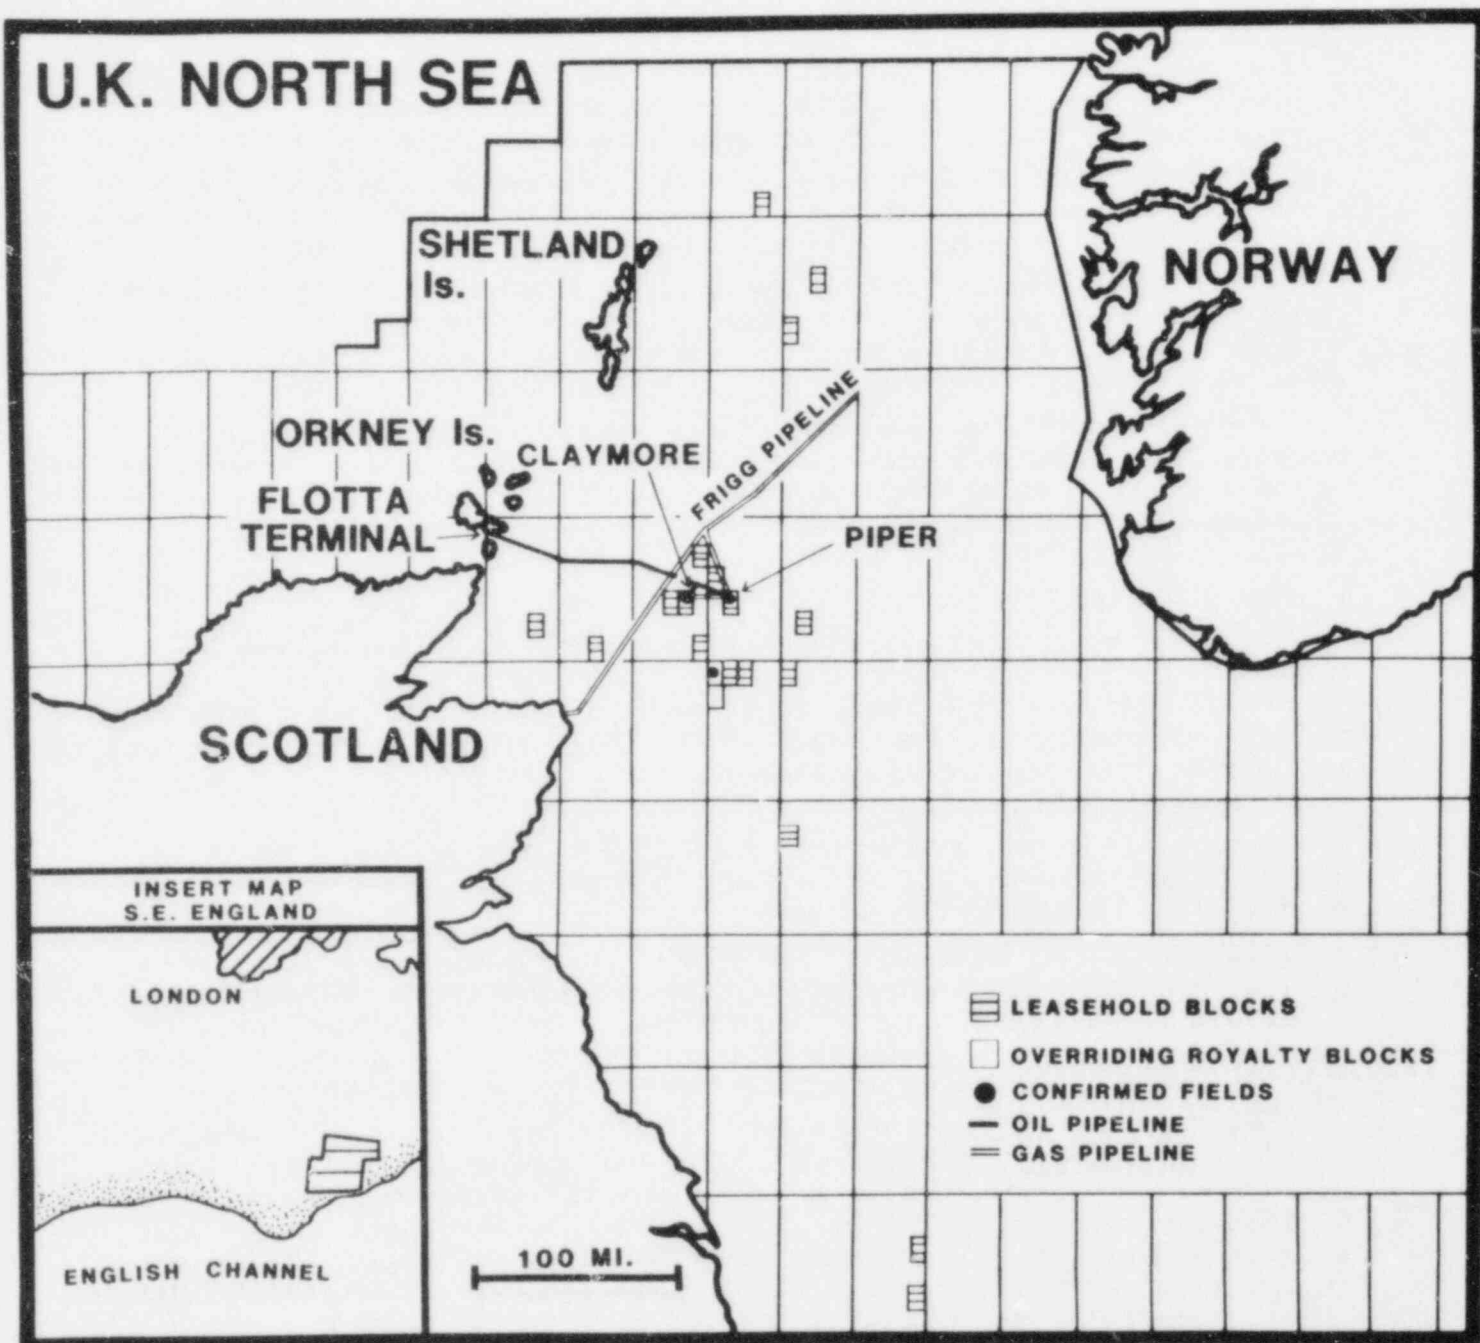 U.K. NORTH SEA
SHETLAND
Is.
NORWAY
FRIGG PIPELINE
ORKNEY Is.
CLAYMORE
FLOTTA
TERMINAL
PIPER
SCOTLAND
INSERT MAP
S.E. ENGLAND
LONDON
ENGLISH CHANNEL
100 MI.
LEASEHOLD BLOCKS
OVERRIDING ROYALTY BLOCKS
CONFIRMED FIELDS
OIL PIPELINE
GAS PIPELINE